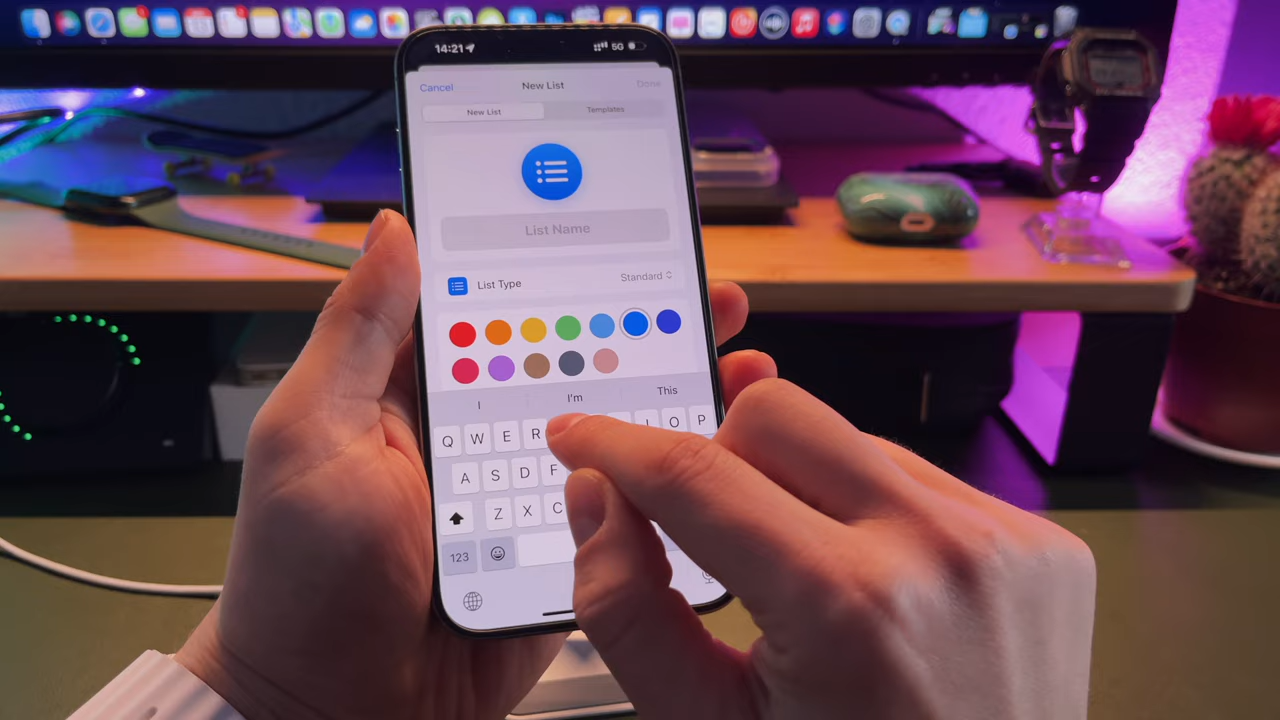 14:21 5G
Cancel New List Done
New List Templates
List Name
List Type Standard
I I'm This
Q W E R I O P
A S D F
Z X C
123